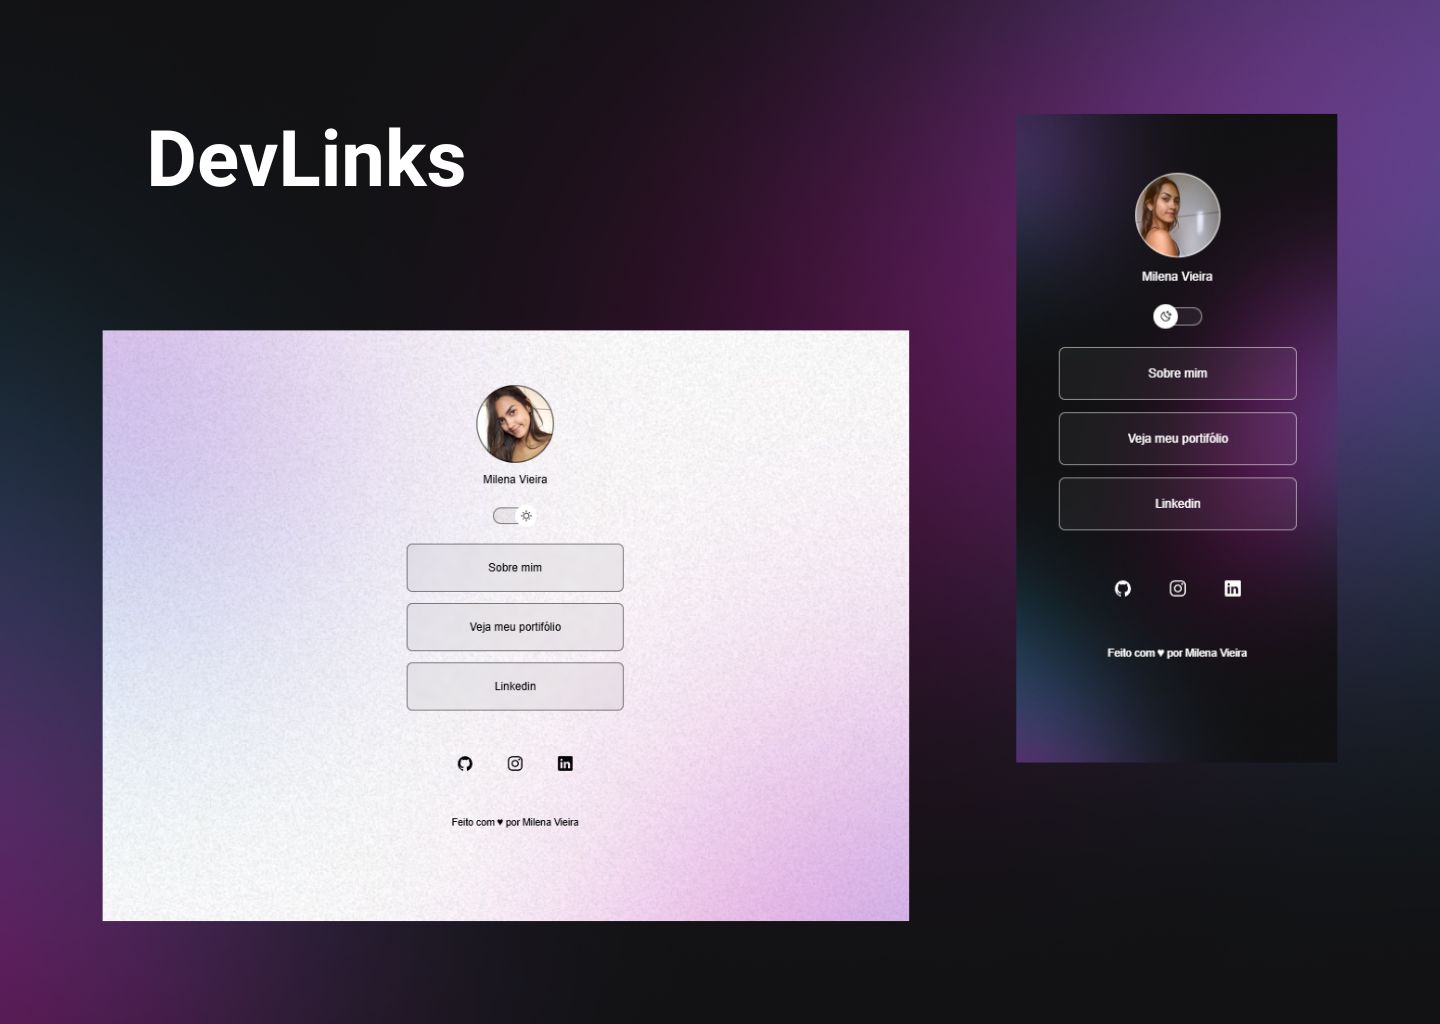 DevLinks
Milena Vieira
Sobre mim
Veja meu portifólio
Linkedin
Feito com ♥ por Milena Vieira
Milena Vieira
Sobre mim
Veja meu portifólio
Linkedin
Feito com ♥ por Milena Vieira